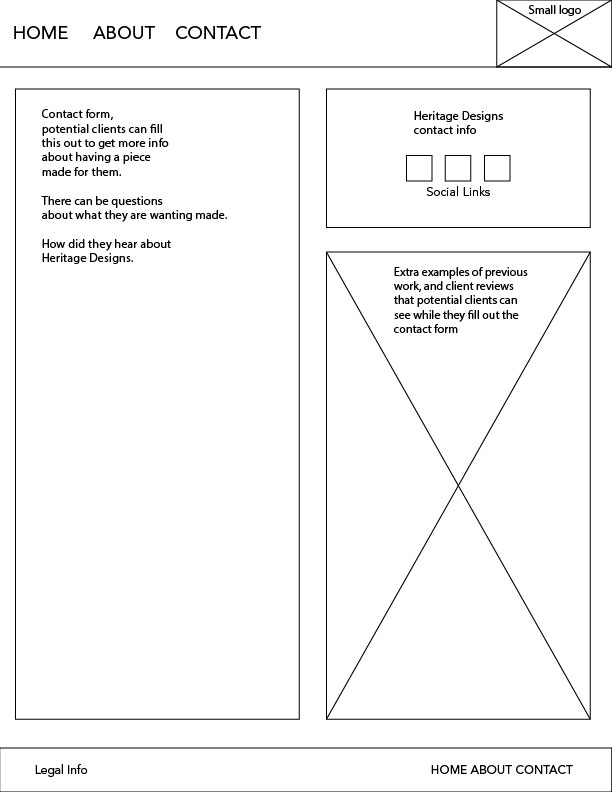 HOME ABOUT CONTACT
Small logo
Contact form,
potential clients can fill
this out to get more info
about having a piece
made for them.
There can be questions
about what they are wanting made.
How did they hear about
Heritage Designs.
Heritage Designs
contact info
Social Links
Extra examples of previous
work, and client reviews
that potential clients can
see while they fill out the
contact form
Legal Info
HOME ABOUT CONTACT